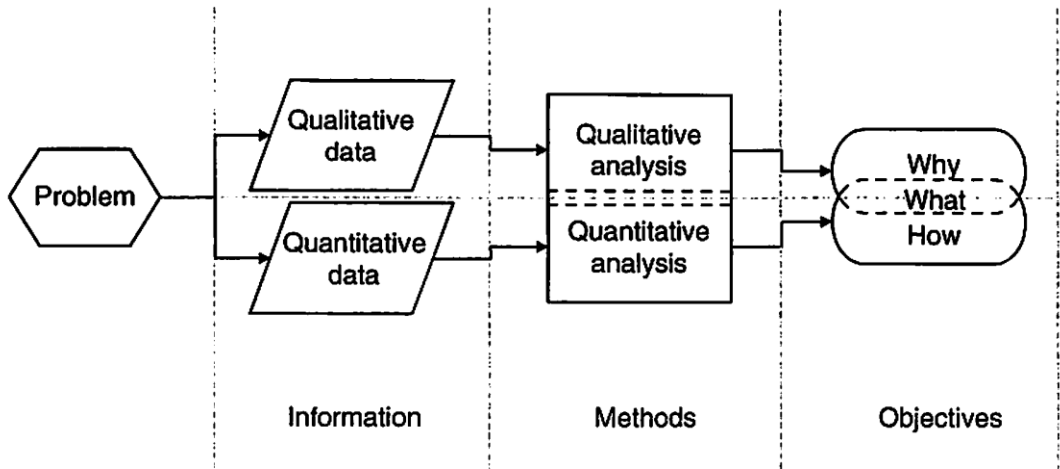 Problem
Qualitative
data
Quantitative
data
Qualitative
analysis
Quantitative
analysis
Why
What
How
Information
Methods
Objectives